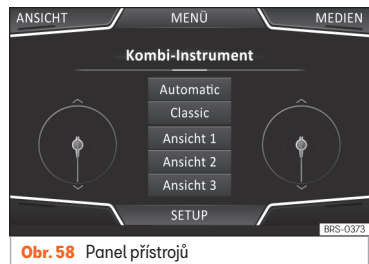 ANSICHT MENÜ MEDIEN
Kombi-Instrument
Automatic
Classic
Ansicht 1
Ansicht 2
Ansicht 3
SETUP
BRS-0373
Obr. 58 Panel přístrojů